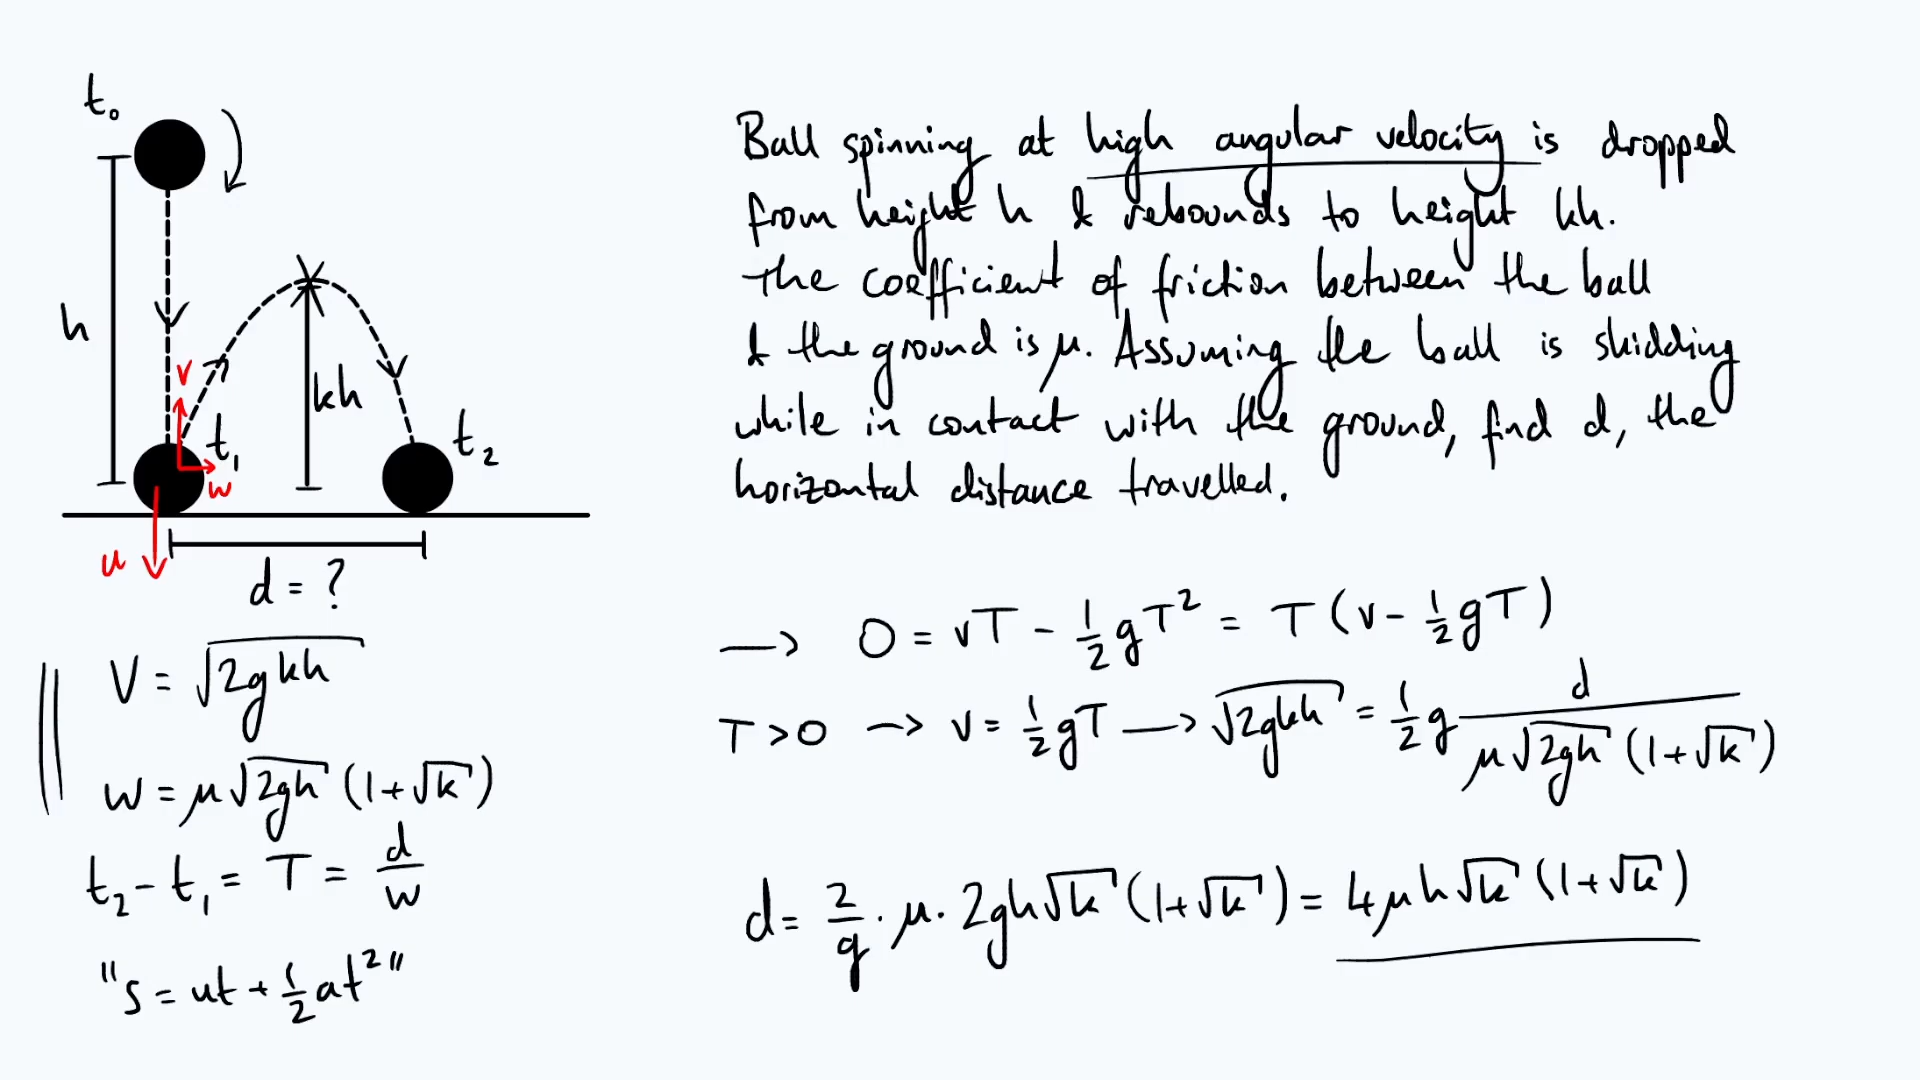 t₀
h
v
kh
t₁
w
t₂
u
d = ?
V = √2gkh
w = μ√2gh (1+√k)
t₂ - t₁ = T = d/w
"s = ut + ½at²"
Ball spinning at high angular velocity is dropped
from height h & rebounds to height kh.
The coefficient of friction between the ball
& the ground is μ. Assuming the ball is skidding
while in contact with the ground, find d, the
horizontal distance travelled.
→ 0 = vT - ½gT² = T(v - ½gT)
T > 0 → v = ½gT → √2gkh = ½g d/(μ√2gh (1+√k))
d = 2/g · μ · 2gh√k (1+√k) = 4μh√k (1+√k)